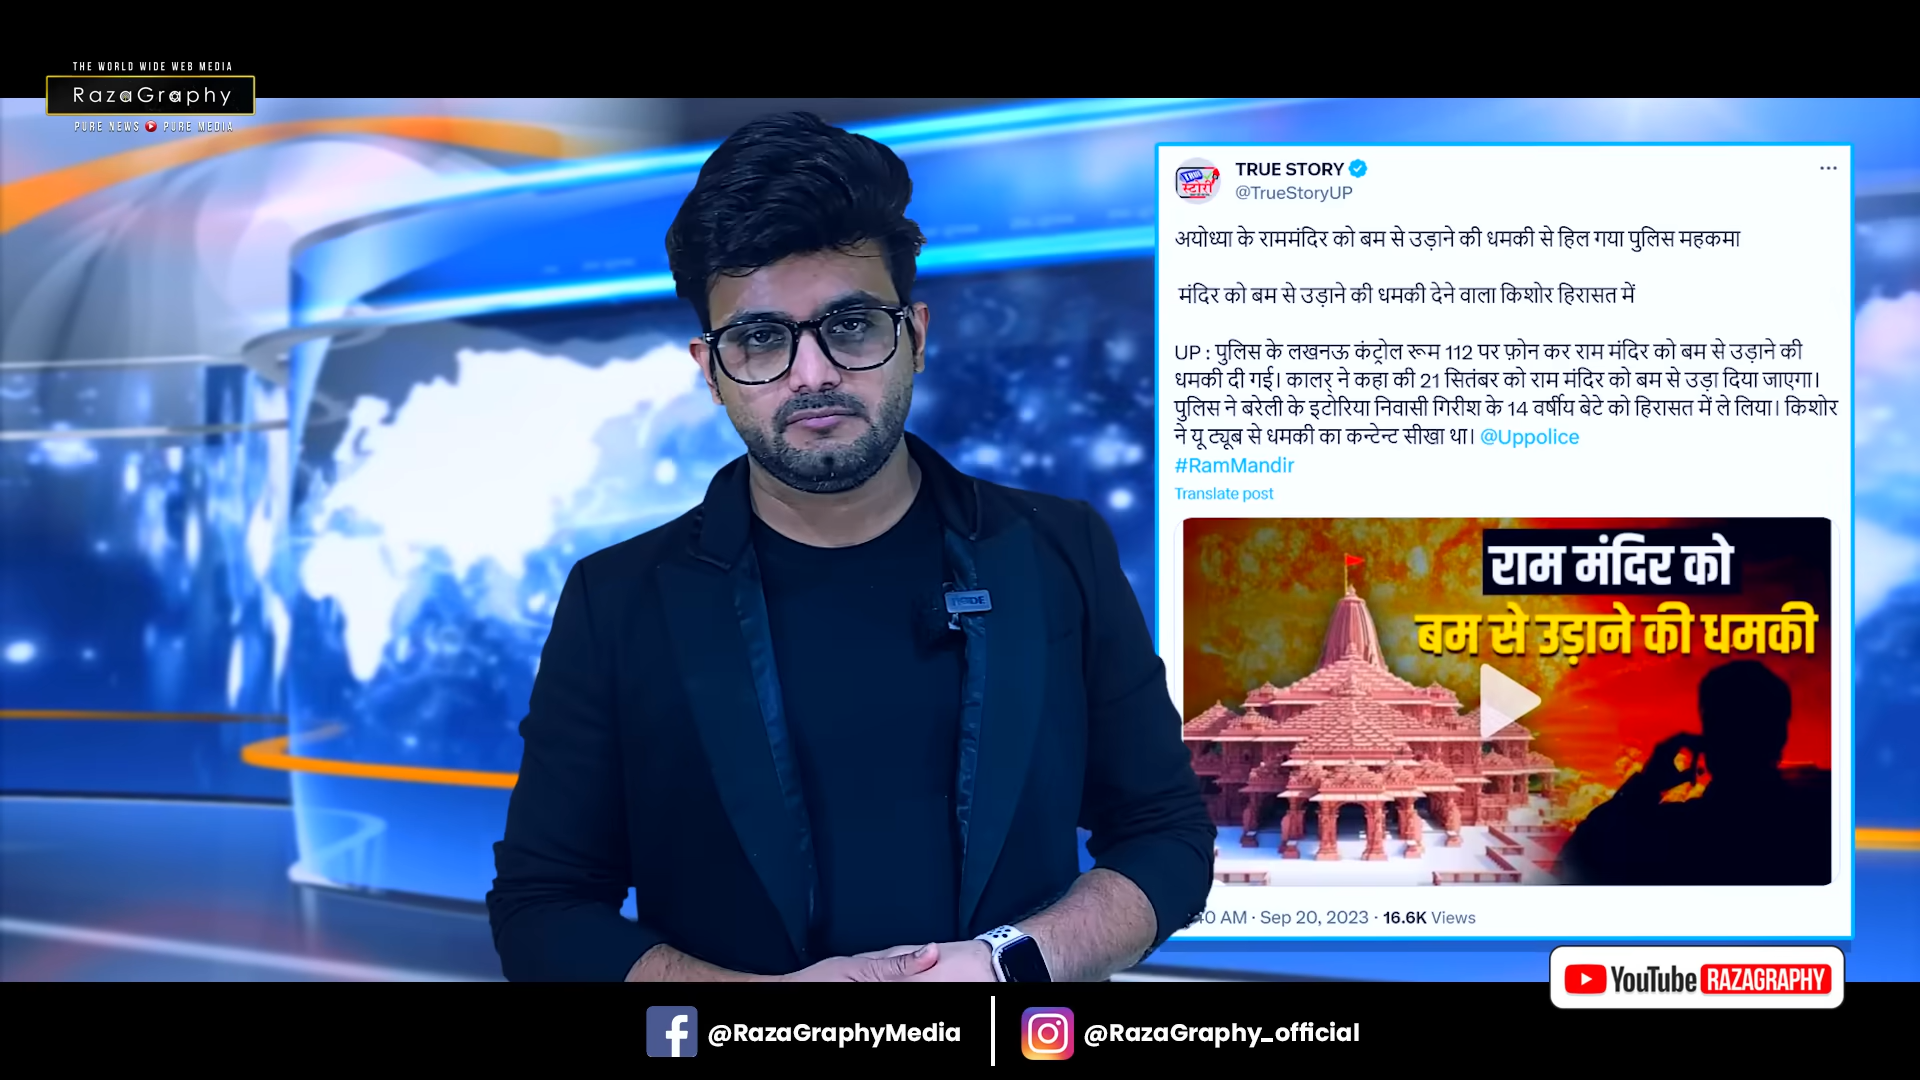 THE WORLD WIDE WEB MEDIA
RazaGraphy
PURE NEWS PURE MEDIA
TRUE STORY
@TrueStoryUP
अयोध्या के राममंदिर को बम से उड़ाने की धमकी से हिल गया पुलिस महकमा
मंदिर को बम से उड़ाने की धमकी देने वाला किशोर हिरासत में
UP : पुलिस के लखनऊ कंट्रोल रूम 112 पर फ़ोन कर राम मंदिर को बम से उड़ाने की
धमकी दी गई। कालर् ने कहा की 21 सितंबर को राम मंदिर को बम से उड़ा दिया जाएगा।
पुलिस ने बरेली के इटोरिया निवासी गिरीश के 14 वर्षीय बेटे को हिरासत में ले लिया। किशोर
ने यू ट्यूब से धमकी का कन्टेन्ट सीखा था। @Uppolice
#RamMandir
Translate post
राम मंदिर को
बम से उड़ाने की धमकी
AM · Sep 20, 2023 · 16.6K Views
YouTube RAZAGRAPHY
@RazaGraphyMedia
@RazaGraphy_official